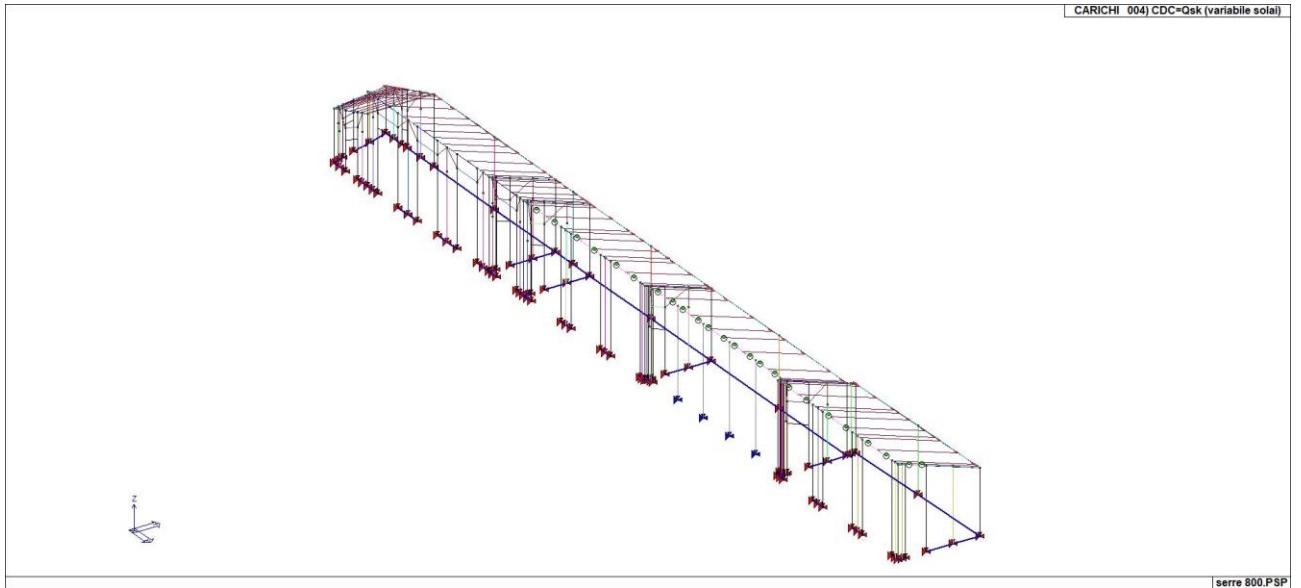 CARICHI 004) CDC=Qsk (variabile solai)
Z
serre 800.PSP